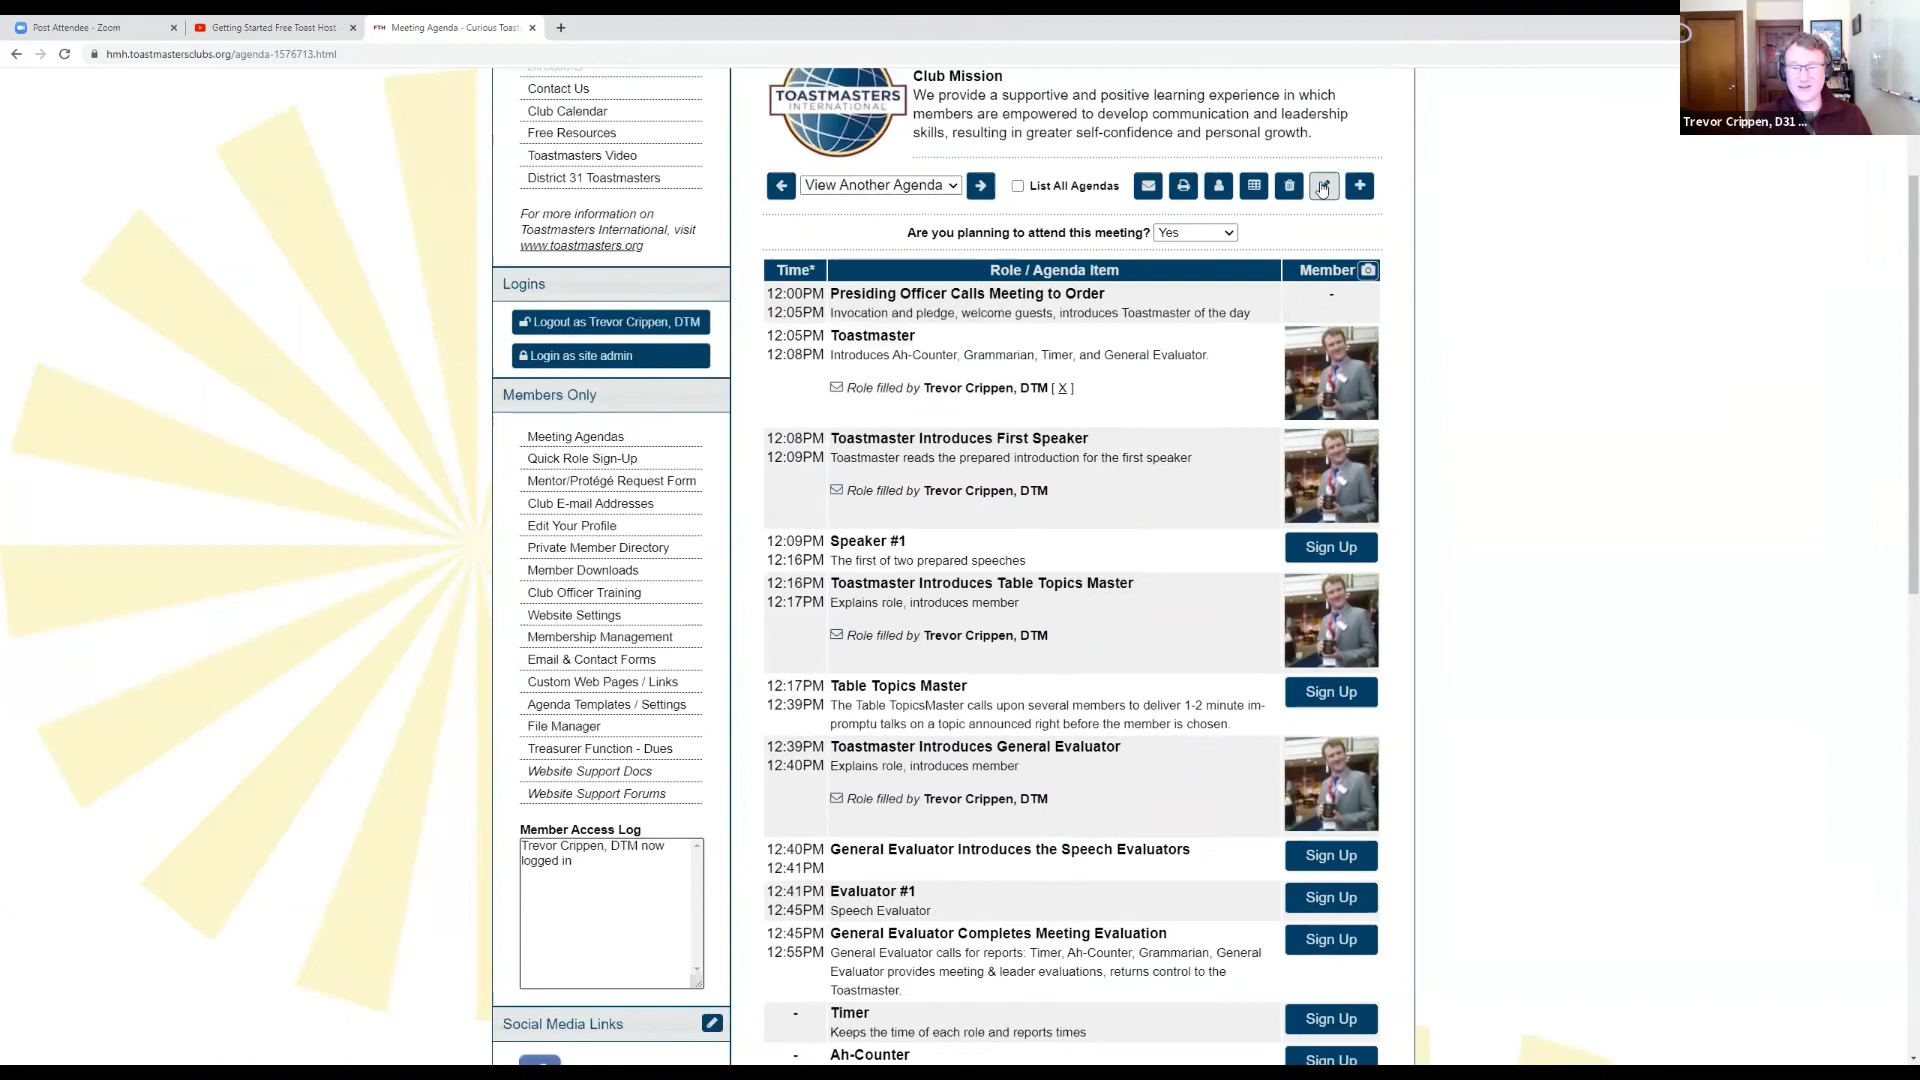 Post Attendee - Zoom
Getting Started Free Toast Host
FTH Meeting Agenda - Curious Toast
hmh.toastmastersclubs.org/agenda-1576713.html
Trevor Crippen, D31 ...
Contact Us
Club Calendar
Free Resources
Toastmasters Video
District 31 Toastmasters
For more information on
Toastmasters International, visit
www.toastmasters.org
Logins
Logout as Trevor Crippen, DTM
Login as site admin
Members Only
Meeting Agendas
Quick Role Sign-Up
Mentor/Protégé Request Form
Club E-mail Addresses
Edit Your Profile
Private Member Directory
Member Downloads
Club Officer Training
Website Settings
Membership Management
Email & Contact Forms
Custom Web Pages / Links
Agenda Templates / Settings
File Manager
Treasurer Function - Dues
Website Support Docs
Website Support Forums
Member Access Log
Trevor Crippen, DTM now
logged in
Social Media Links
TOASTMASTERS
INTERNATIONAL
Club Mission
We provide a supportive and positive learning experience in which
members are empowered to develop communication and leadership
skills, resulting in greater self-confidence and personal growth.
View Another Agenda
List All Agendas
Are you planning to attend this meeting? Yes
Time* Role / Agenda Item Member
12:00PM Presiding Officer Calls Meeting to Order -
12:05PM Invocation and pledge, welcome guests, introduces Toastmaster of the day
12:05PM Toastmaster
12:08PM Introduces Ah-Counter, Grammarian, Timer, and General Evaluator.
Role filled by Trevor Crippen, DTM [ X ]
12:08PM Toastmaster Introduces First Speaker
12:09PM Toastmaster reads the prepared introduction for the first speaker
Role filled by Trevor Crippen, DTM
12:09PM Speaker #1 Sign Up
12:16PM The first of two prepared speeches
12:16PM Toastmaster Introduces Table Topics Master
12:17PM Explains role, introduces member
Role filled by Trevor Crippen, DTM
12:17PM Table Topics Master Sign Up
12:39PM The Table TopicsMaster calls upon several members to deliver 1-2 minute im-
promptu talks on a topic announced right before the member is chosen.
12:39PM Toastmaster Introduces General Evaluator
12:40PM Explains role, introduces member
Role filled by Trevor Crippen, DTM
12:40PM General Evaluator Introduces the Speech Evaluators Sign Up
12:41PM
12:41PM Evaluator #1 Sign Up
12:45PM Speech Evaluator
12:45PM General Evaluator Completes Meeting Evaluation Sign Up
12:55PM General Evaluator calls for reports: Timer, Ah-Counter, Grammarian, General
Evaluator provides meeting & leader evaluations, returns control to the
Toastmaster.
- Timer Sign Up
Keeps the time of each role and reports times
- Ah-Counter Sign Up